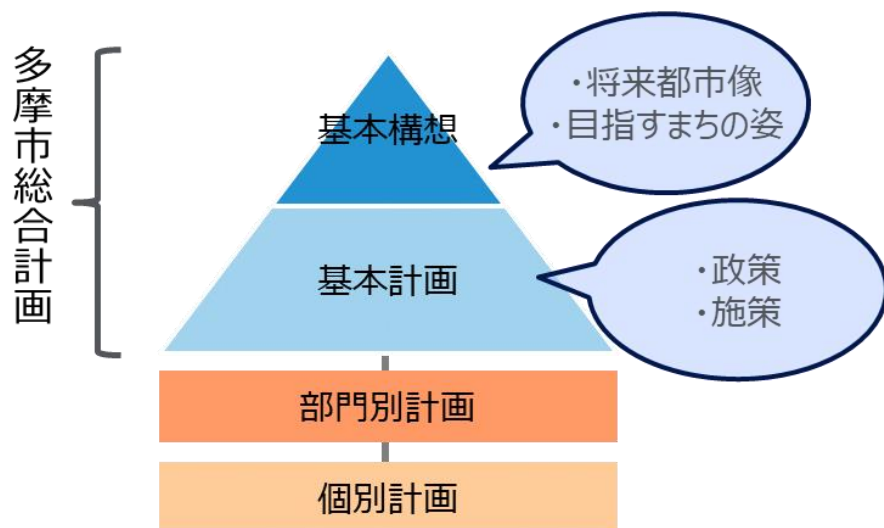 多摩市総合計画
基本構想
・将来都市像
・目指すまちの姿
基本計画
・政策
・施策
部門別計画
個別計画